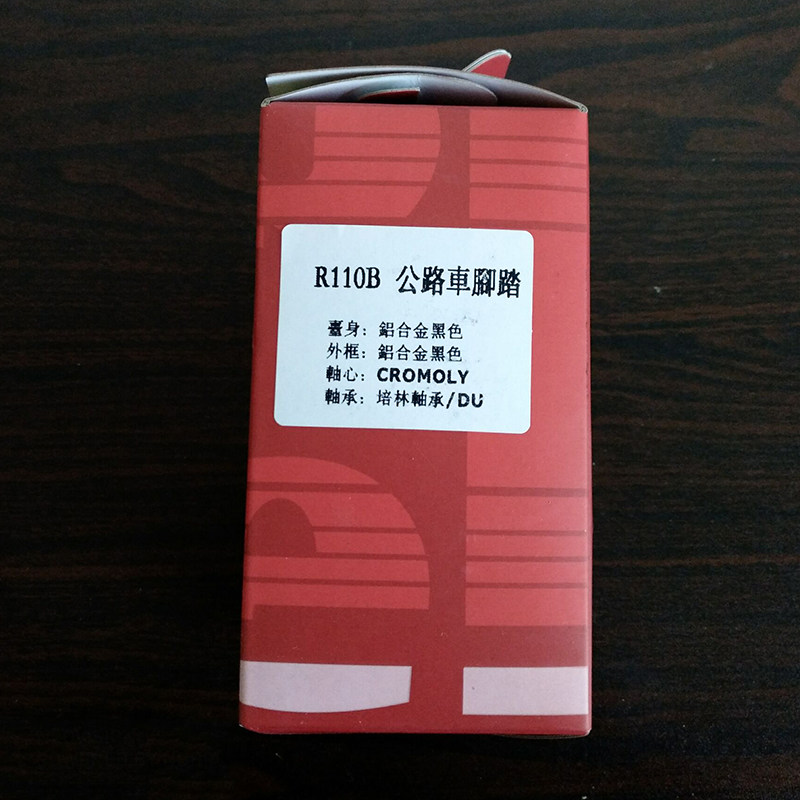 R110B 公路車腳踏
臺身: 鋁合金黑色
外框: 鋁合金黑色
軸心: CROMOLY
軸承: 培林軸承/DU